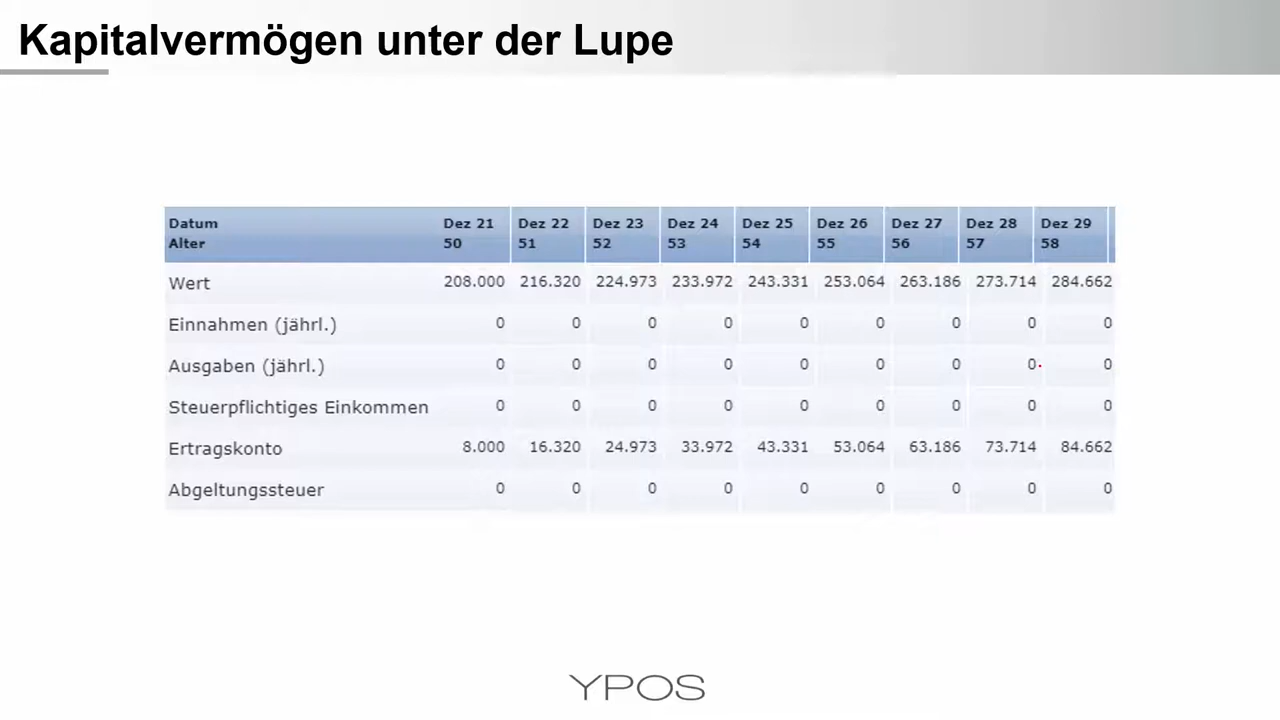 Kapitalvermögen unter der Lupe
Datum Dez 21 Dez 22 Dez 23 Dez 24 Dez 25 Dez 26 Dez 27 Dez 28 Dez 29
Alter 50 51 52 53 54 55 56 57 58
Wert 208.000 216.320 224.973 233.972 243.331 253.064 263.186 273.714 284.662
Einnahmen (jährl.) 0 0 0 0 0 0 0 0 0
Ausgaben (jährl.) 0 0 0 0 0 0 0 0 0
Steuerpflichtiges Einkommen 0 0 0 0 0 0 0 0 0
Ertragskonto 8.000 16.320 24.973 33.972 43.331 53.064 63.186 73.714 84.662
Abgeltungssteuer 0 0 0 0 0 0 0 0 0
YPOS